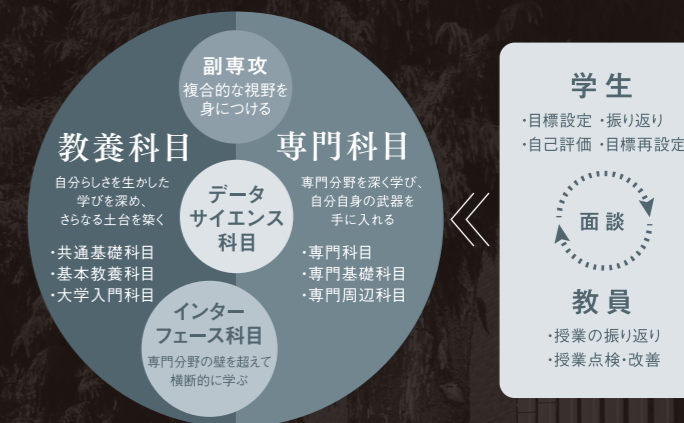 副専攻
複合的な視野を
身につける
教養科目
自分らしさを生かした
学びを深め、
さらなる土台を築く
・共通基礎科目
・基本教養科目
・大学入門科目
専門科目
専門分野を深く学び、
自分自身の武器を
手に入れる
・専門科目
・専門基礎科目
・専門周辺科目
データ
サイエンス
科目
インター
フェース科目
専門分野の壁を超えて
横断的に学ぶ
学生
・目標設定 ・振り返り
・自己評価 ・目標再設定
面談
教員
・授業の振り返り
・授業点検・改善